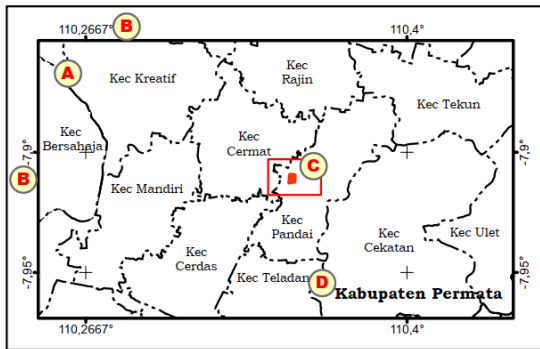 B
110,2667°
110,4°
A
Kec Kreatif
Kec
Rajin
Kec Tekun
Kec
Bersahaja
-7,9°
Kec
Cermat
-7,9°
B
C
Kec Mandiri
Kec
Pandai
Kec
Cekatan
Kec Ulet
Kec
Cerdas
-7,95°
Kec Teladan
D
-7,95°
Kabupaten Permata
110,2667°
110,4°